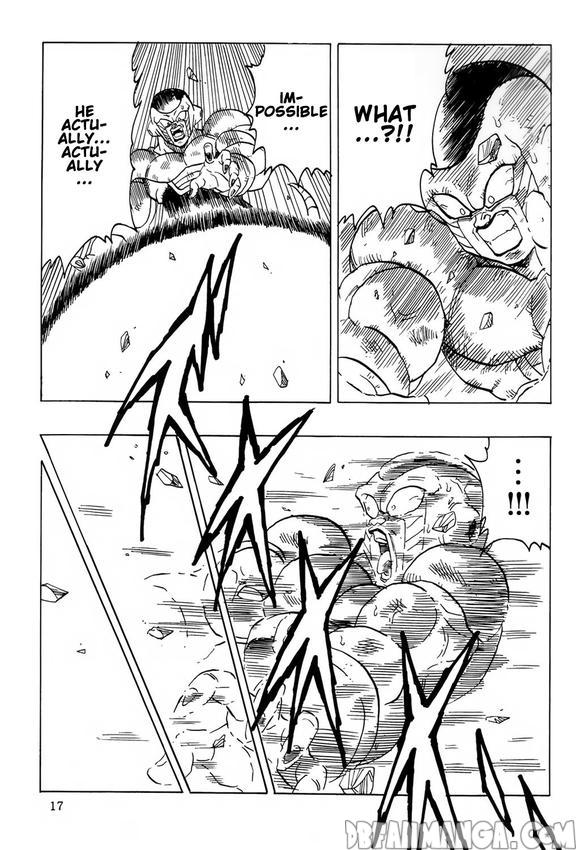 WHAT
...?!!
IM-
POSSIBLE
...
HE
ACTU-
ALLY...
ACTU-
ALLY
...
...
!!!
17
DBFANMANGA.COM